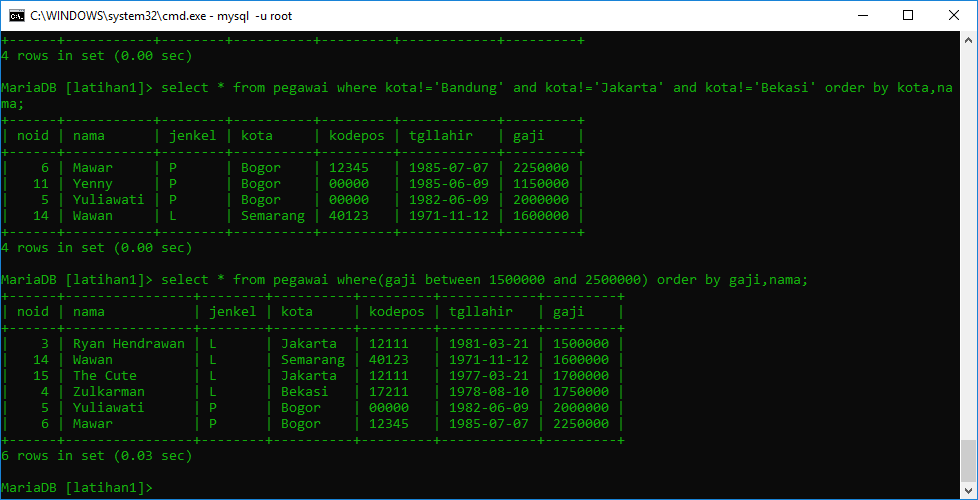 C:\WINDOWS\system32\cmd.exe - mysql  -u root
+------+-----------+--------+----------+---------+------------+---------+
4 rows in set (0.00 sec)
MariaDB [latihan1]> select * from pegawai where kota!='Bandung' and kota!='Jakarta' and kota!='Bekasi' order by kota,na
ma;
+------+-----------+--------+----------+---------+------------+---------+
| noid | nama      | jenkel | kota     | kodepos | tgllahir   | gaji    |
+------+-----------+--------+----------+---------+------------+---------+
|    6 | Mawar     | P      | Bogor    | 12345   | 1985-07-07 | 2250000 |
|   11 | Yenny     | P      | Bogor    | 00000   | 1985-06-09 | 1150000 |
|    5 | Yuliawati | P      | Bogor    | 00000   | 1982-06-09 | 2000000 |
|   14 | Wawan     | L      | Semarang | 40123   | 1971-11-12 | 1600000 |
+------+-----------+--------+----------+---------+------------+---------+
4 rows in set (0.00 sec)
MariaDB [latihan1]> select * from pegawai where(gaji between 1500000 and 2500000) order by gaji,nama;
+------+----------------+--------+----------+---------+------------+---------+
| noid | nama           | jenkel | kota     | kodepos | tgllahir   | gaji    |
+------+----------------+--------+----------+---------+------------+---------+
|    3 | Ryan Hendrawan | L      | Jakarta  | 12111   | 1981-03-21 | 1500000 |
|   14 | Wawan          | L      | Semarang | 40123   | 1971-11-12 | 1600000 |
|   15 | The Cute       | L      | Jakarta  | 12111   | 1977-03-21 | 1700000 |
|    4 | Zulkarman      | L      | Bekasi   | 17211   | 1978-08-10 | 1750000 |
|    5 | Yuliawati      | P      | Bogor    | 00000   | 1982-06-09 | 2000000 |
|    6 | Mawar          | P      | Bogor    | 12345   | 1985-07-07 | 2250000 |
+------+----------------+--------+----------+---------+------------+---------+
6 rows in set (0.03 sec)
MariaDB [latihan1]>